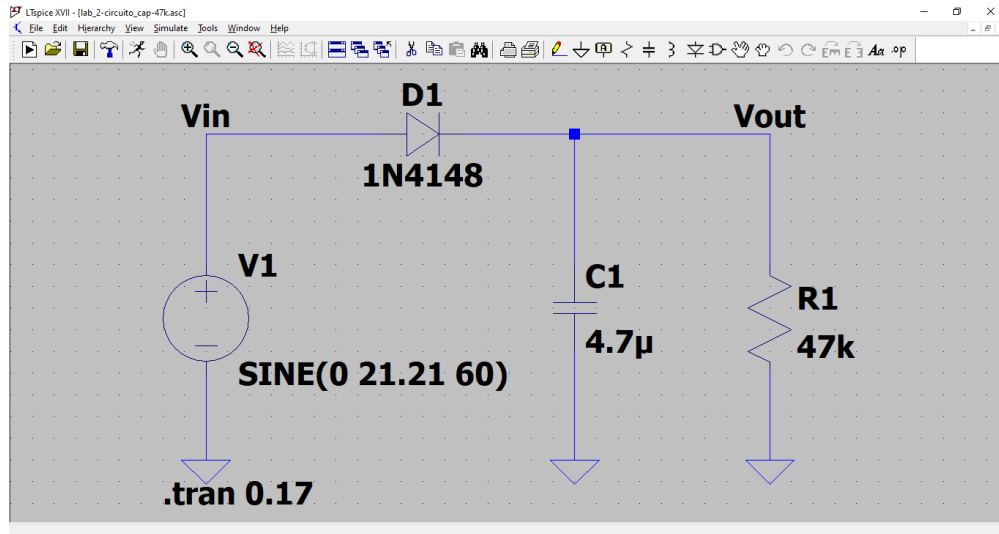 LTspice XVII - [lab_2-circuito_cap-47k.asc]
File Edit Hierarchy View Simulate Tools Window Help
D1
Vin
Vout
1N4148
V1
C1
R1
4.7µ
47k
SINE(0 21.21 60)
.tran 0.17